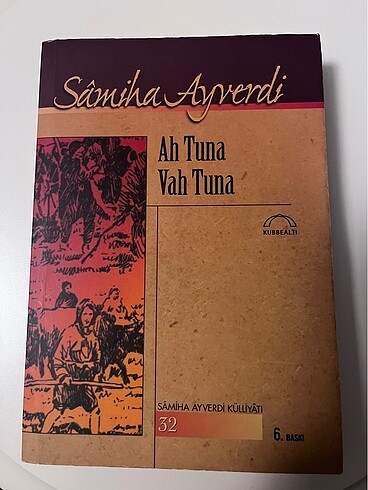 Sâmiha Ayverdi
Ah Tuna
Vah Tuna
KUBBEALTI
SÂMİHA AYVERDİ KÜLLİYÂTI
32
6. BASKI